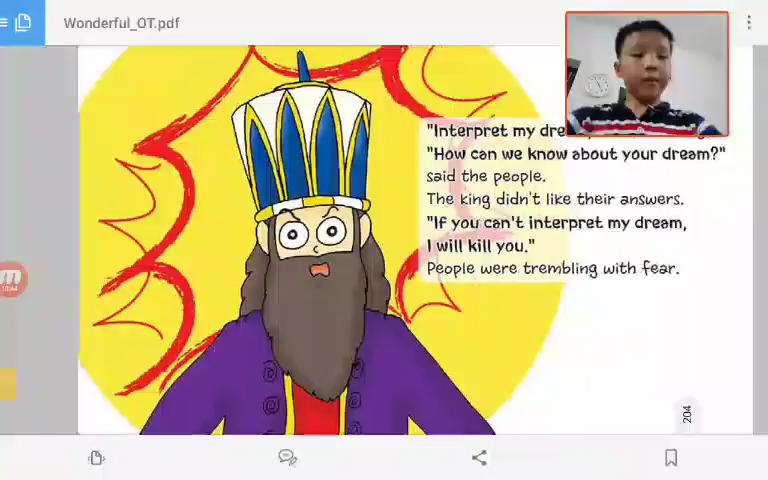 Wonderful_OT.pdf
"Interpret my
"How can we know about your dream?"
said the people.
The king didn't like their answers.
"If you can't interpret my dream,
I will kill you."
People were trembling with fear.
204